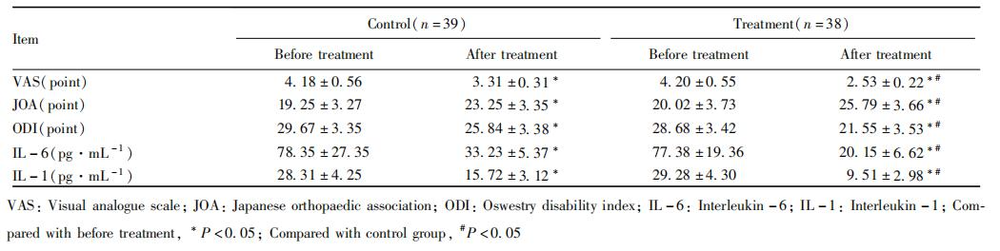 Item Control(n=39) Treatment(n=38)
Before treatment After treatment Before treatment After treatment
VAS(point) 4.18±0.56 3.31±0.31* 4.20±0.55 2.53±0.22*#
JOA(point) 19.25±3.27 23.25±3.35* 20.02±3.73 25.79±3.66*#
ODI(point) 29.67±3.35 25.84±3.38* 28.68±3.42 21.55±3.53*#
IL-6(pg·mL⁻¹) 78.35±27.35 33.23±5.37* 77.38±19.36 20.15±6.62*#
IL-1(pg·mL⁻¹) 28.31±4.25 15.72±3.12* 29.28±4.30 9.51±2.98*#
VAS: Visual analogue scale; JOA: Japanese orthopaedic association; ODI: Oswestry disability index; IL-6: Interleukin-6; IL-1: Interleukin-1; Com-
pared with before treatment, *P<0.05; Compared with control group, #P<0.05